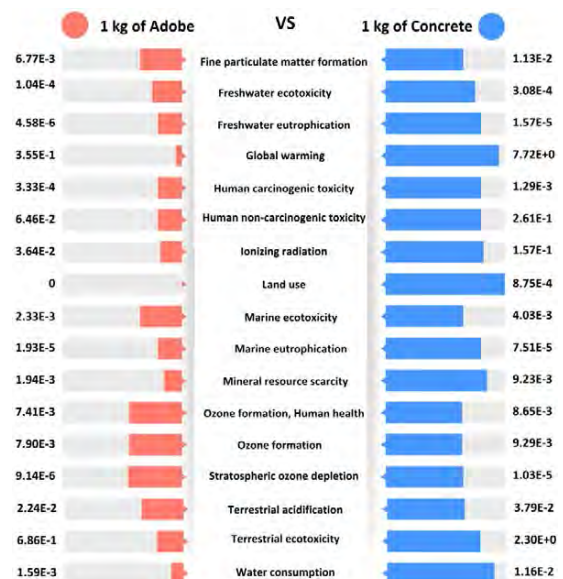 1 kg of Adobe VS 1 kg of Concrete
6.77E-3 Fine particulate matter formation 1.13E-2
1.04E-4 Freshwater ecotoxicity 3.08E-4
4.58E-6 Freshwater eutrophication 1.57E-5
3.55E-1 Global warming 7.72E+0
3.33E-4 Human carcinogenic toxicity 1.29E-3
6.46E-2 Human non-carcinogenic toxicity 2.61E-1
3.64E-2 Ionizing radiation 1.57E-1
0 Land use 8.75E-4
2.33E-3 Marine ecotoxicity 4.03E-3
1.93E-5 Marine eutrophication 7.51E-5
1.94E-3 Mineral resource scarcity 9.23E-3
7.41E-3 Ozone formation, Human health 8.65E-3
7.90E-3 Ozone formation 9.29E-3
9.14E-6 Stratospheric ozone depletion 1.03E-5
2.24E-2 Terrestrial acidification 3.79E-2
6.86E-1 Terrestrial ecotoxicity 2.30E+0
1.59E-3 Water consumption 1.16E-2